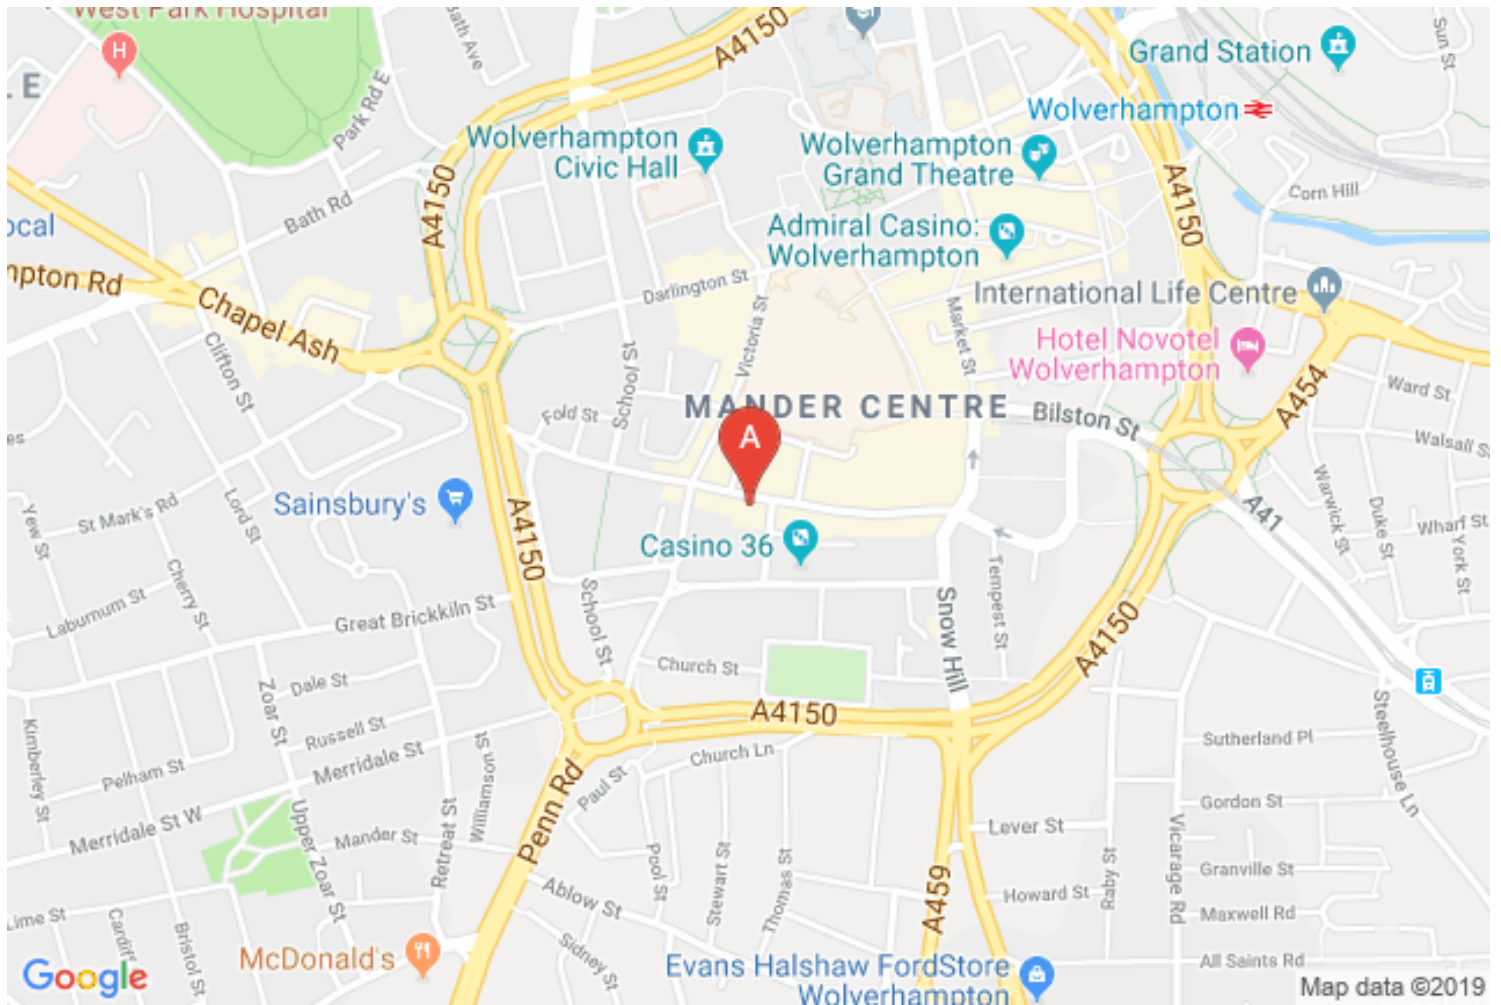 West Park Hospital
H
Bath Ave
A4150
Grand Station
Sun St
LE
Park Rd E
Wolverhampton
Wolverhampton
Civic Hall
Wolverhampton
Grand Theatre
A4150
A4150
Corn Hill
Bath Rd
ocal
Admiral Casino:
Wolverhampton
mpton Rd
Chapel Ash
Darlington St
International Life Centre
Victoria St
Market St
School St
Clifton St
Hotel Novotel
Wolverhampton
A454
Ward St
Fold St
MANDER CENTRE
Bilston St
A
Walsall S
es
Sainsbury's
St Mark's Rd
Lord St
Yew St
A4150
A41
Warwick St
Duke St
Wharf St
York St
Casino 36
Tempest St
Cherry St
Laburnum St
Great Brickkiln St
School St
Snow Hill
A4150
Church St
Dale St
Zoar St
Steelhouse Ln
A4150
Russell St
Kimberley St
Pelham St
Merridale St
Williamson St
Church Ln
Sutherland Pl
Paul St
Penn Rd
Gordon St
Merridale St W
Upper Zoar St
Mander St
Retreat St
Lever St
Vicarage Rd
Pool St
Stewart St
Thomas St
Raby St
Granville St
Ablow St
A459
Howard St
Lime St
Cardiff
Bristol St
Maxwell Rd
Sidney St
McDonald's
Evans Halshaw FordStore
Wolverhampton
All Saints Rd
Google
Map data ©2019